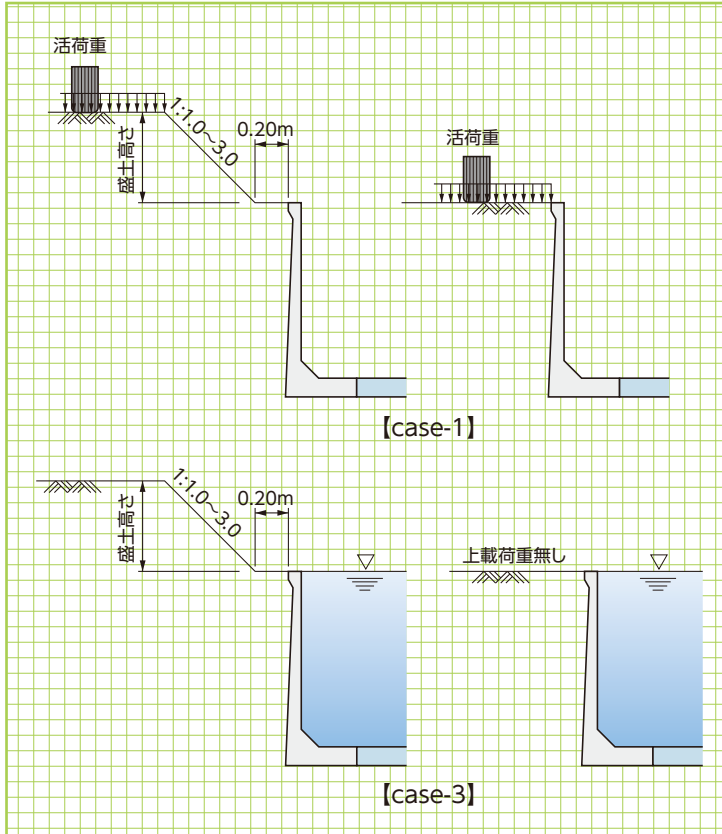 活荷重
1:1.0～3.0
0.20m
盛土高さ
活荷重
【case-1】
1:1.0～3.0
0.20m
盛土高さ
上載荷重無し
【case-3】